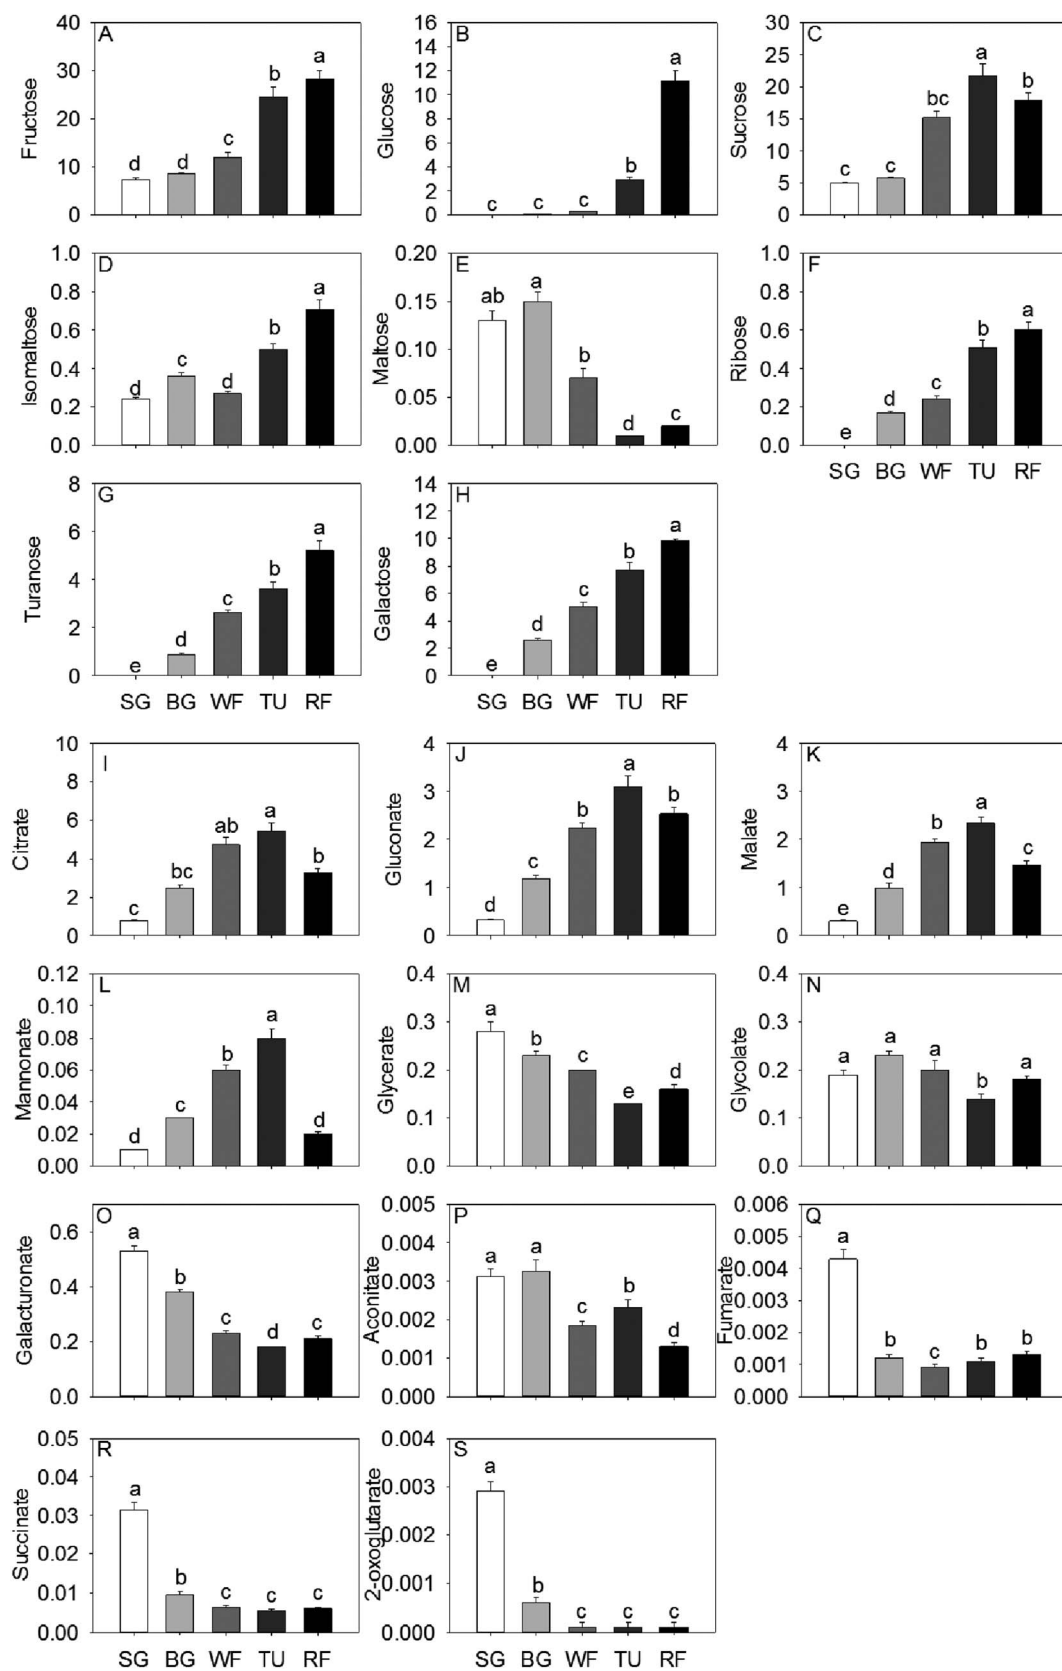 A
Fructose
40
30
20
10
0
d d c b a
B
Glucose
16
14
12
10
8
6
4
2
0
c c c b a
C
Sucrose
30
25
20
15
10
5
0
c c bc a b
D
Isomaltose
1.0
0.8
0.6
0.4
0.2
0.0
d c d b a
E
Maltose
0.20
0.15
0.10
0.05
0.00
ab a b d c
F
Ribose
1.0
0.8
0.6
0.4
0.2
0.0
e d c b a
SG BG WF TU RF
G
Turanose
8
6
4
2
0
e d c b a
SG BG WF TU RF
H
Galactose
14
12
10
8
6
4
2
0
e d c b a
SG BG WF TU RF
I
Citrate
10
8
6
4
2
0
c bc ab a b
J
Gluconate
4
3
2
1
0
d c b a b
K
Malate
4
3
2
1
0
e d b a c
L
Mannonate
0.12
0.10
0.08
0.06
0.04
0.02
0.00
d c b a d
M
Glycerate
0.4
0.3
0.2
0.1
0.0
a b c e d
N
Glycolate
0.4
0.3
0.2
0.1
0.0
a a a b a
O
Galacturonate
0.6
0.4
0.2
0.0
a b c d c
P
Aconitate
0.005
0.004
0.003
0.002
0.001
0.000
a a c b d
Q
Fumarate
0.006
0.005
0.004
0.003
0.002
0.001
0.000
a b c b b
R
Succinate
0.05
0.04
0.03
0.02
0.01
0.00
a b c c c
SG BG WF TU RF
S
2-oxoglutarate
0.004
0.003
0.002
0.001
0.000
a b c c c
SG BG WF TU RF